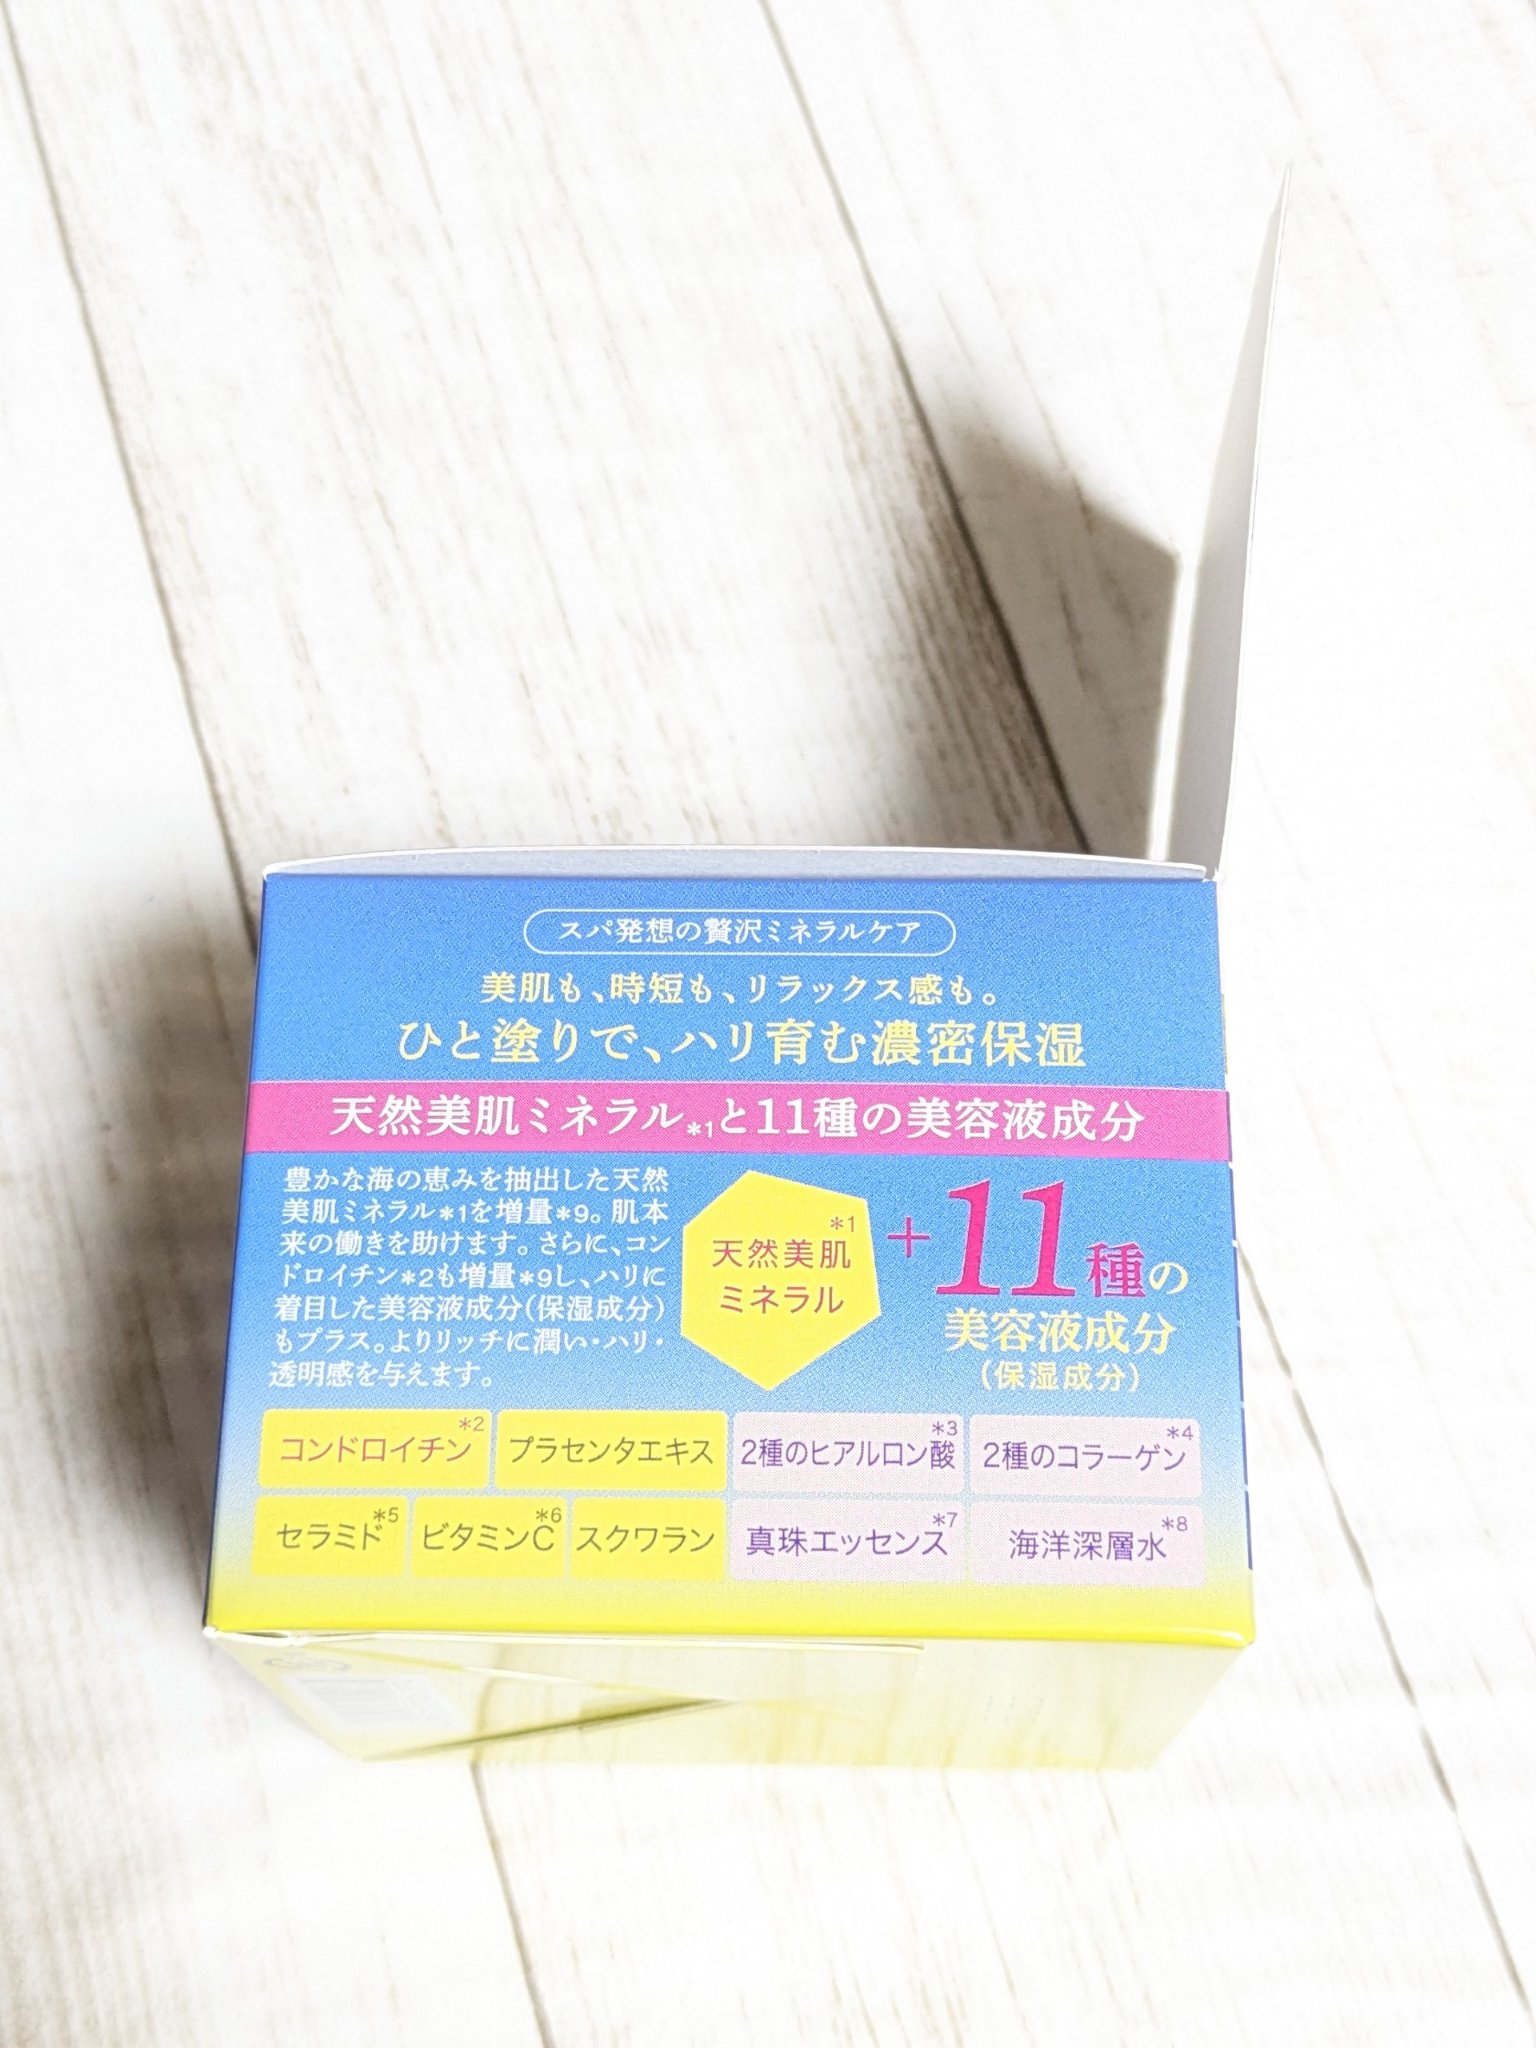 スパ発想の贅沢ミネラルケア
美肌も、時短も、リラックス感も。
ひと塗りで、ハリ育む濃密保湿
天然美肌ミネラル*1と11種の美容液成分
豊かな海の恵みを抽出した天然
美肌ミネラル*1を増量*9。肌本
来の働きを助けます。さらに、コン
ドロイチン*2も増量*9し、ハリに
着目した美容液成分(保湿成分)
もプラス。よりリッチに潤い・ハリ・
透明感を与えます。
*1
天然美肌
ミネラル
+11種の
美容液成分
(保湿成分)
コンドロイチン*2 プラセンタエキス 2種のヒアルロン酸*3 2種のコラーゲン*4
セラミド*5 ビタミンC*6 スクワラン 真珠エッセンス*7 海洋深層水*8